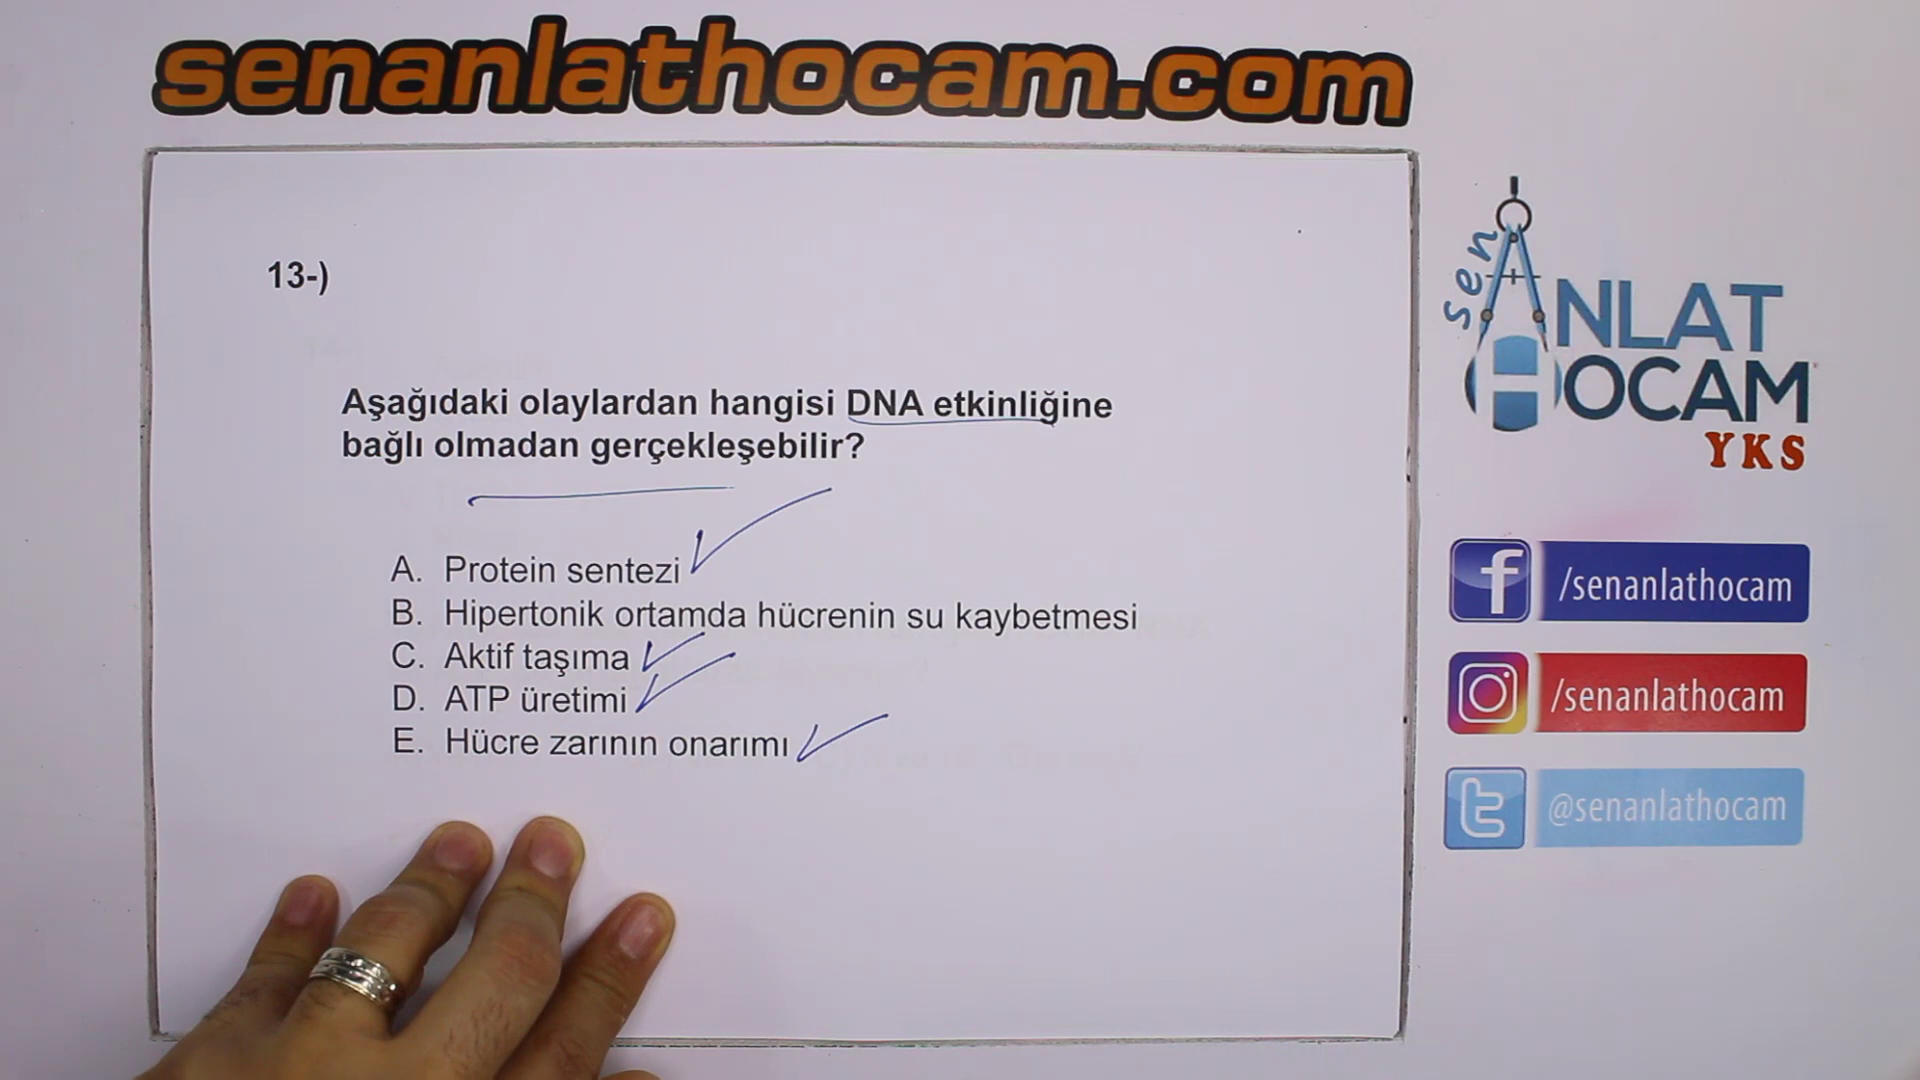 senanlathocam.com
13-)
Aşağıdaki olaylardan hangisi DNA etkinliğine
bağlı olmadan gerçekleşebilir?
A. Protein sentezi
B. Hipertonik ortamda hücrenin su kaybetmesi
C. Aktif taşıma
D. ATP üretimi
E. Hücre zarının onarımı
sen
ANLAT
HOCAM
YKS
/senanlathocam
/senanlathocam
@senanlathocam